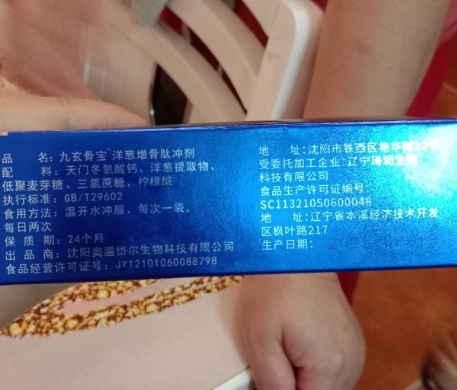 品 名：九玄骨宝 洋葱增骨肽冲剂
配 料：天门冬氨酸钙、洋葱提取物、
低聚麦芽糖、三氯蔗糖、柠檬酸
执行标准：GB/T29602
食用方法：温开水冲服、每次一袋，
每日两次
保 质 期：24个月
出 品 商：沈阳奥温岱尔生物科技有限公司
食品经营许可证号：JY12101060088798
地 址：沈阳市铁西区
受委托加工企业：辽宁
科技有限公司
食品生产许可证编号：
SC11321050600048
地 址：辽宁省本溪经济技术开发
区枫叶路217
生产日期：